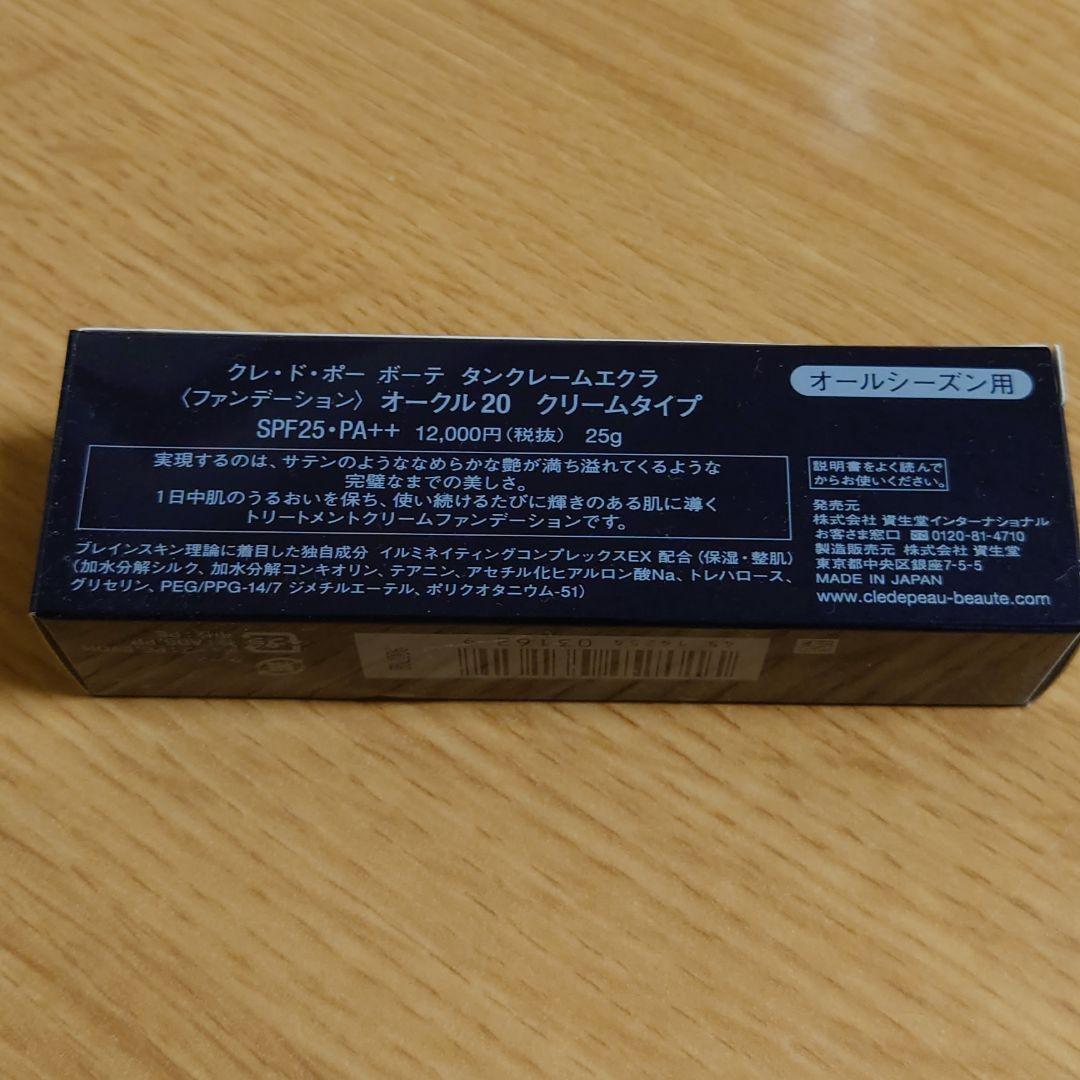 クレ・ド・ポー ボーテ タンクレームエクラ
〈ファンデーション〉 オークル20 クリームタイプ
SPF25・PA++ 12,000円(税抜) 25g
実現するのは、サテンのようななめらかな艶が満ち溢れてくるような
完璧なまでの美しさ。
1日中肌のうるおいを保ち、使い続けるたびに輝きのある肌に導く
トリートメントクリームファンデーションです。
ブレインスキン理論に着目した独自成分 イルミネイティングコンプレックスEX 配合(保湿・整肌)
(加水分解シルク、加水分解コンキオリン、テアニン、アセチル化ヒアルロン酸Na、トレハロース、
グリセリン、PEG/PPG-14/7 ジメチルエーテル、ポリクオタニウム-51)
オールシーズン用
説明書をよく読んで
からお使いください。
発売元
株式会社 資生堂インターナショナル
お客さま窓口 0120-81-4710
製造販売元 株式会社 資生堂
東京都中央区銀座7-5-5
MADE IN JAPAN
www.cledepeau-beaute.com